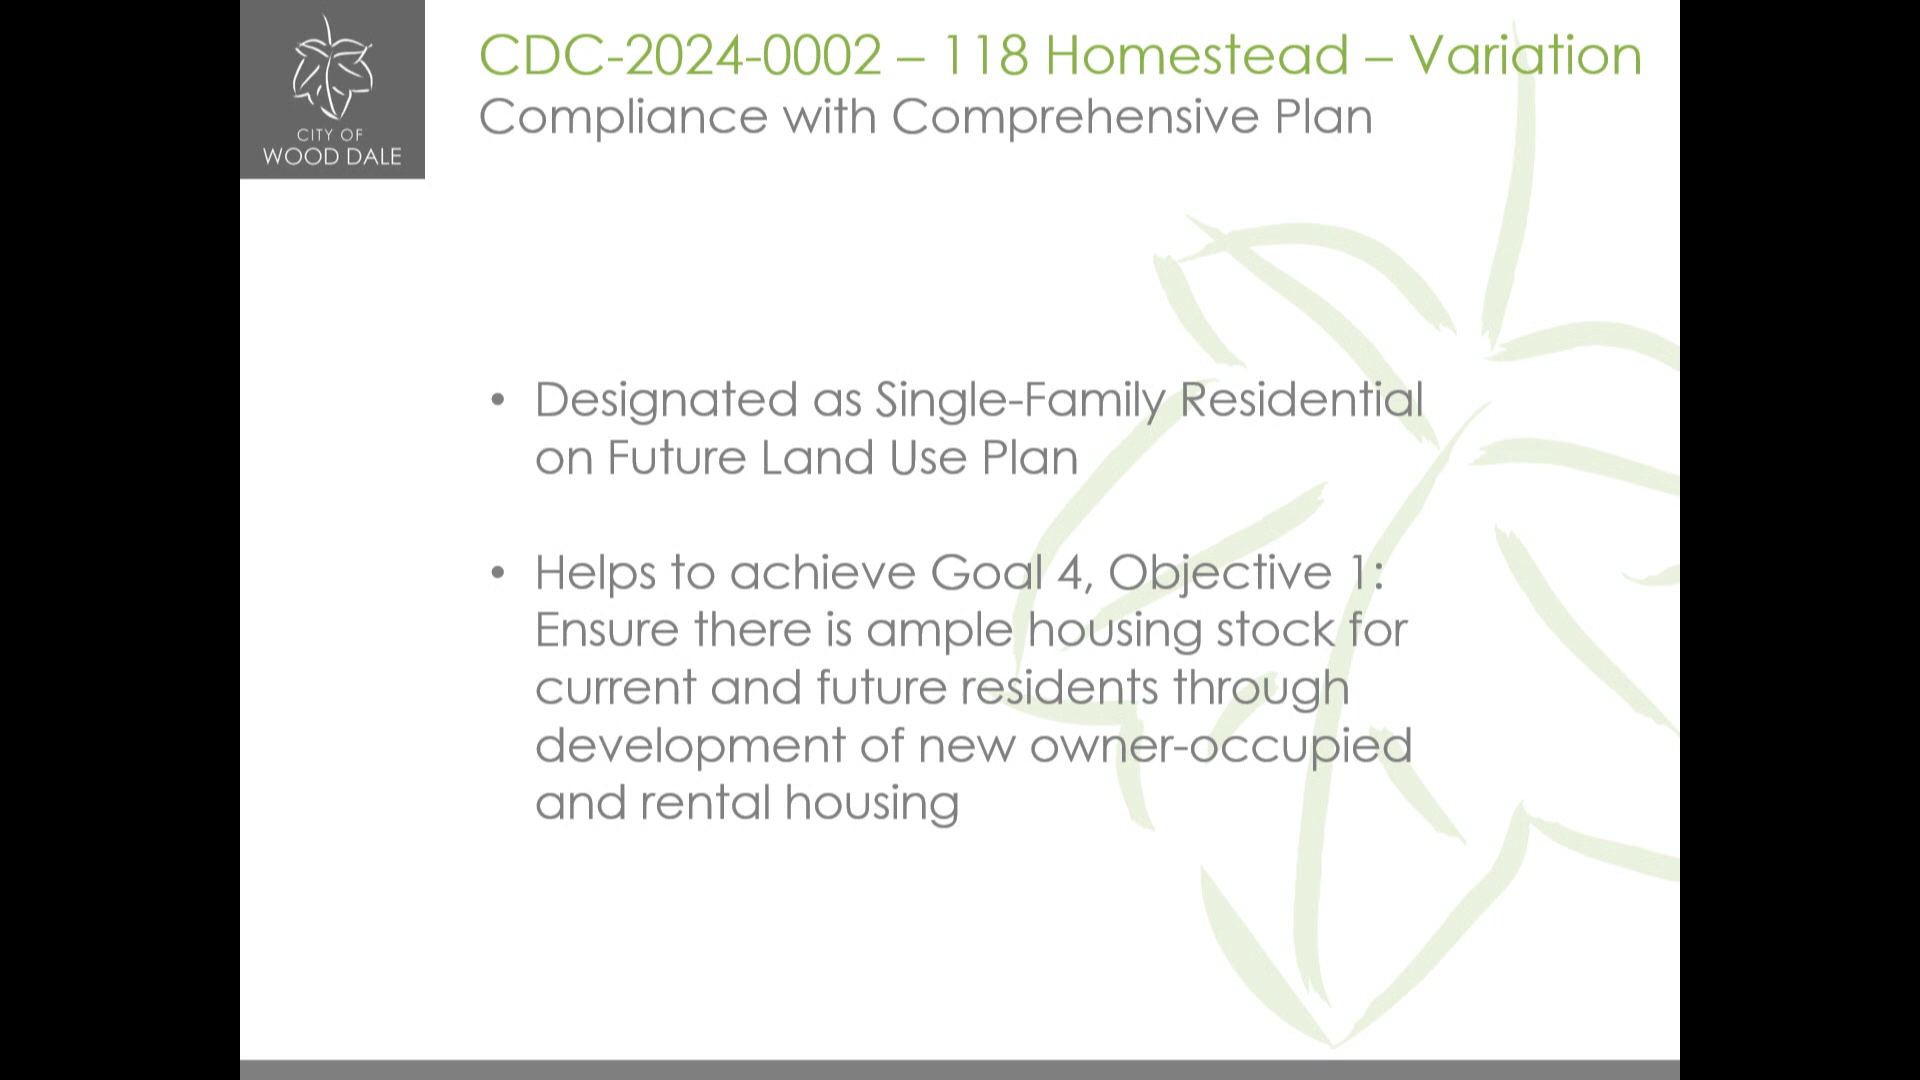 CITY OF
WOOD DALE
CDC-2024-0002 – 118 Homestead – Variation
Compliance with Comprehensive Plan
• Designated as Single-Family Residential
on Future Land Use Plan
• Helps to achieve Goal 4, Objective 1:
Ensure there is ample housing stock for
current and future residents through
development of new owner-occupied
and rental housing